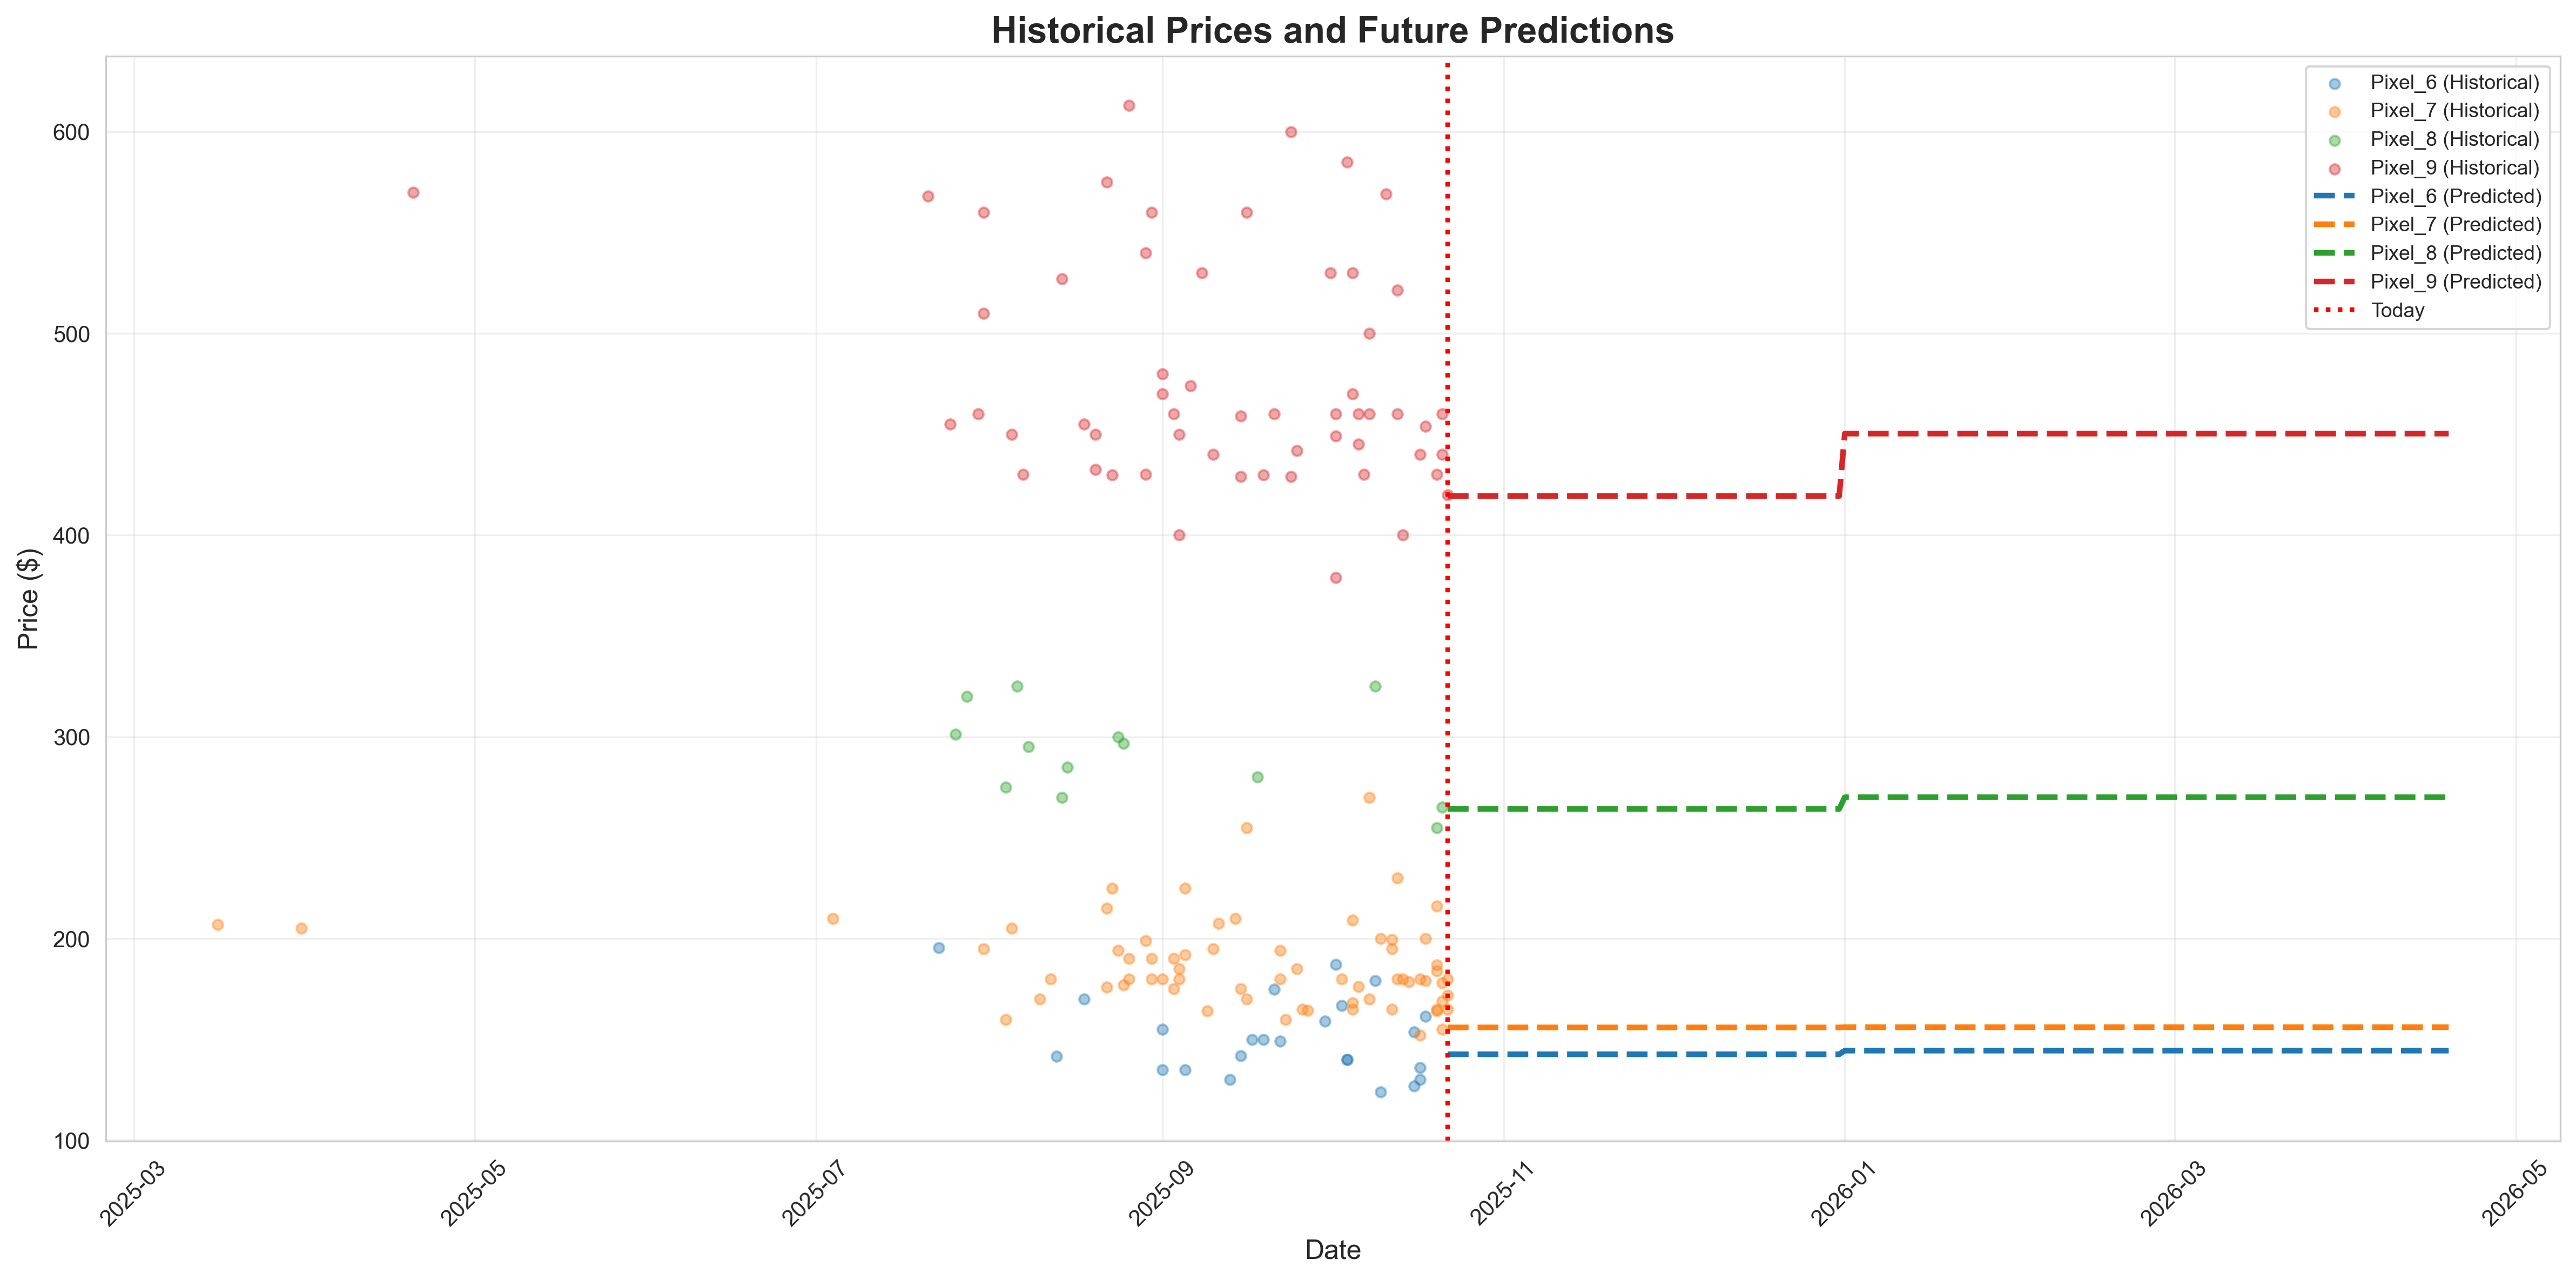 Historical Prices and Future Predictions
Pixel_6 (Historical)
Pixel_7 (Historical)
Pixel_8 (Historical)
Pixel_9 (Historical)
Pixel_6 (Predicted)
Pixel_7 (Predicted)
Pixel_8 (Predicted)
Pixel_9 (Predicted)
Today
Price ($)
600
500
400
300
200
100
2025-03
2025-05
2025-07
2025-09
2025-11
2026-01
2026-03
2026-05
Date